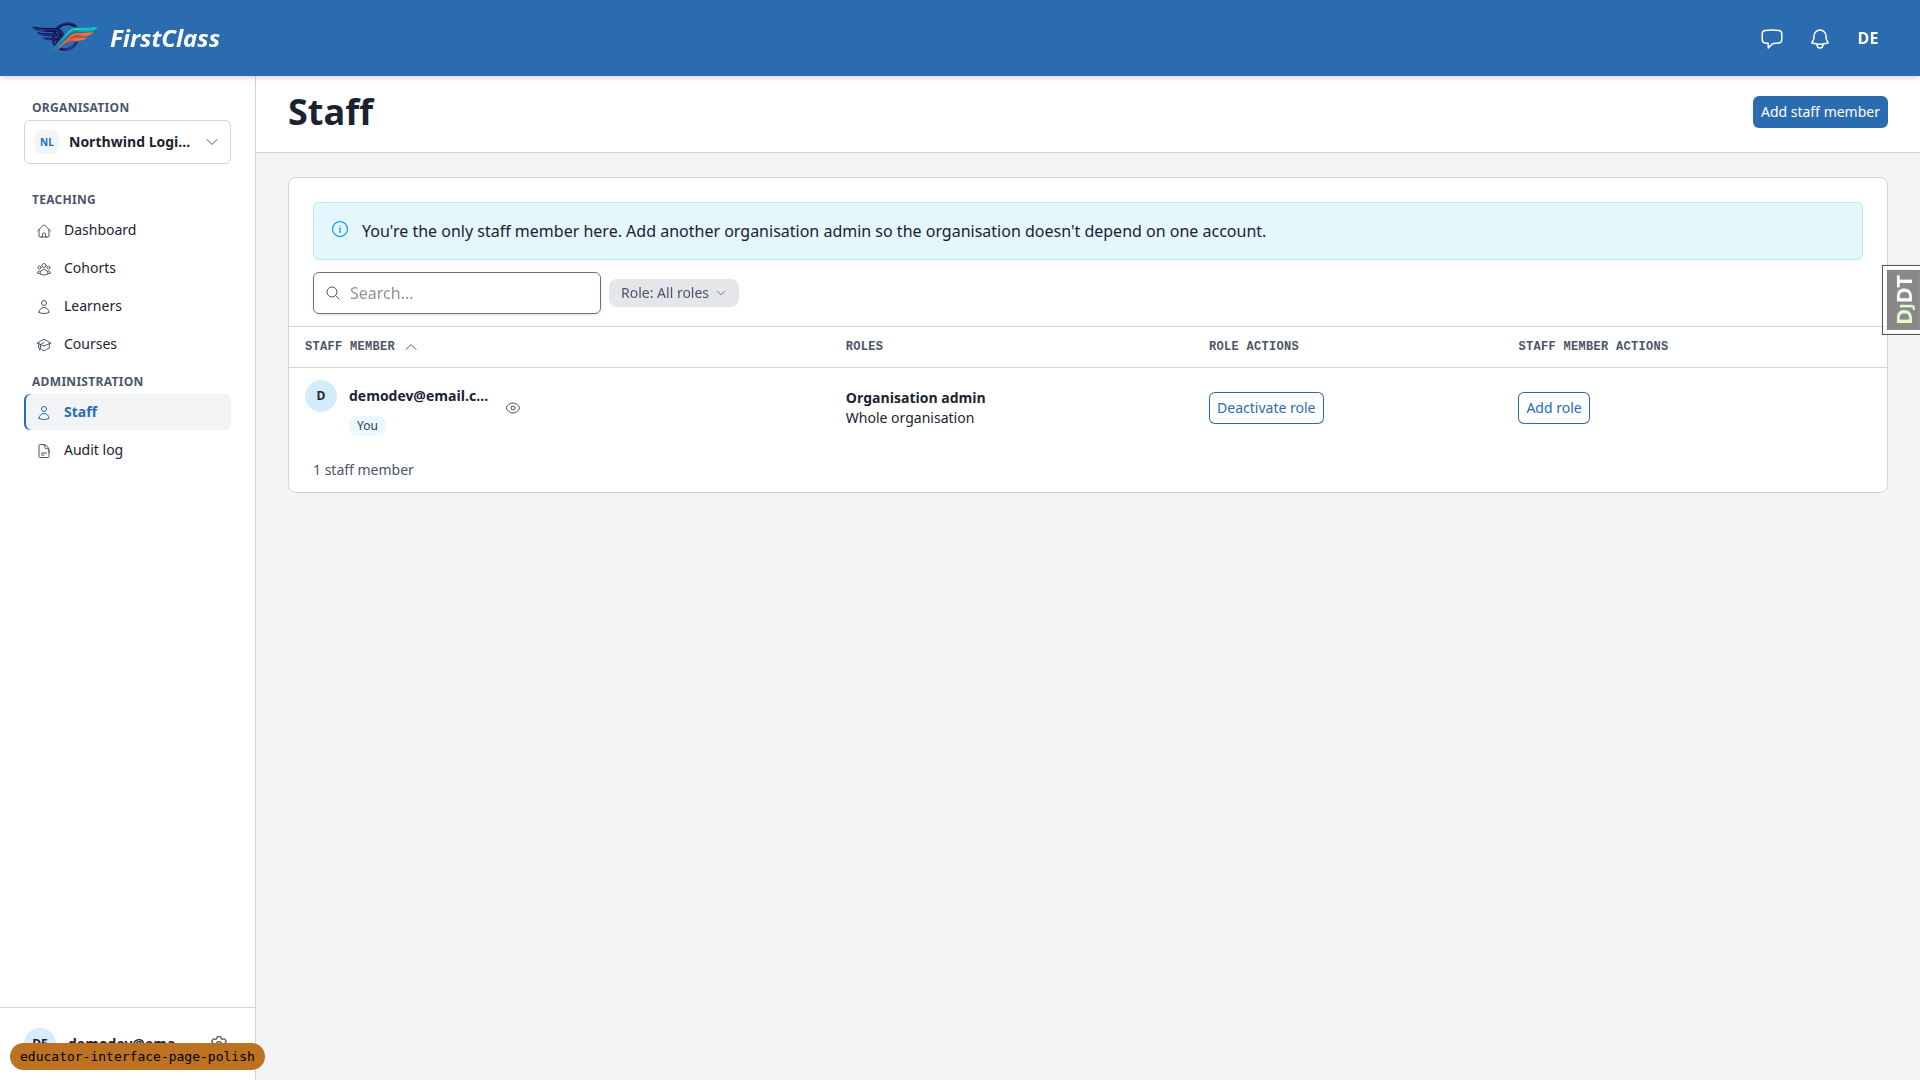 FirstClass
DE
ORGANISATION
NL Northwind Logi...
TEACHING
Dashboard
Cohorts
Learners
Courses
ADMINISTRATION
Staff
Audit log
Staff
Add staff member
You're the only staff member here. Add another organisation admin so the organisation doesn't depend on one account.
Search...
Role: All roles
STAFF MEMBER ROLES ROLE ACTIONS STAFF MEMBER ACTIONS
D demodev@email.c...
You
Organisation admin
Whole organisation
Deactivate role
Add role
1 staff member
DjDT
DE demodev@ema...
educator-interface-page-polish